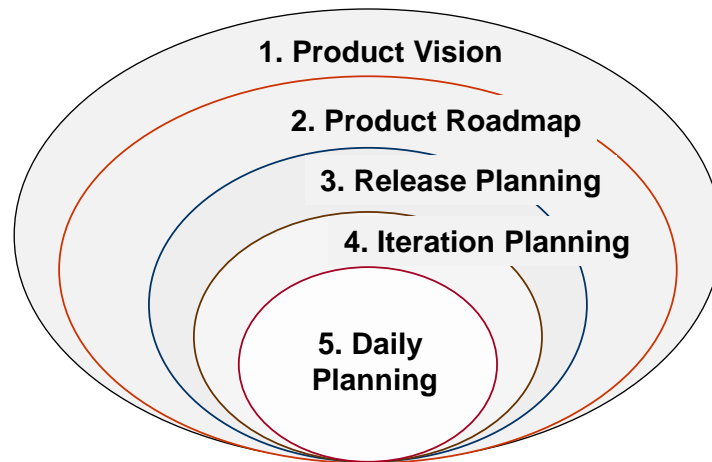 1. Product Vision
2. Product Roadmap
3. Release Planning
4. Iteration Planning
5. Daily
Planning